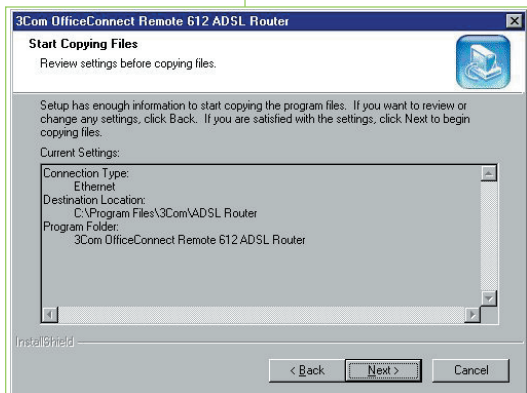 3Com OfficeConnect Remote 612 ADSL Router
Start Copying Files
Review settings before copying files.
Setup has enough information to start copying the program files. If you want to review or
change any settings, click Back. If you are satisfied with the settings, click Next to begin
copying files.
Current Settings:
Connection Type:
Ethernet
Destination Location:
C:\Program Files\3Com\ADSL Router
Program Folder:
3Com OfficeConnect Remote 612 ADSL Router
InstallShield
< Back
Next >
Cancel